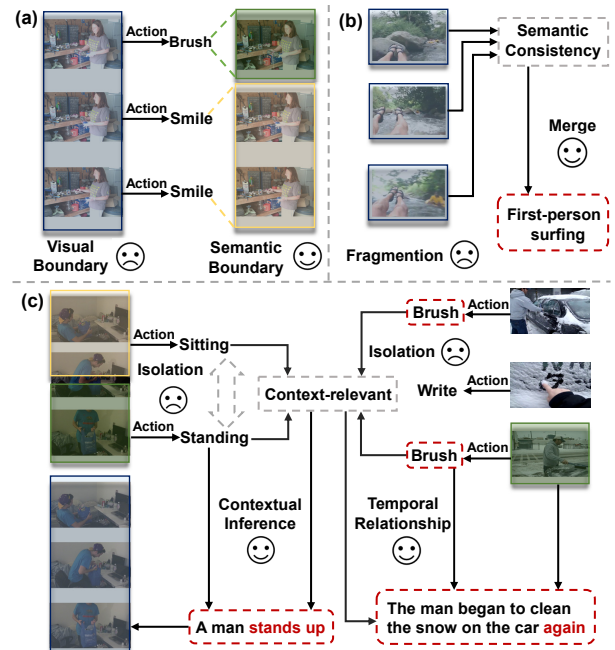 (a)
Action
Brush
Action
Smile
Action
Smile
Visual
Boundary
Semantic
Boundary
(b)
Semantic
Consistency
Merge
First-person
surfing
Fragmention
(c)
Action
Sitting
Isolation
Action
Standing
Context-relevant
Brush
Action
Isolation
Write
Action
Brush
Action
Contextual
Inference
Temporal
Relationship
A man stands up
The man began to clean
the snow on the car again